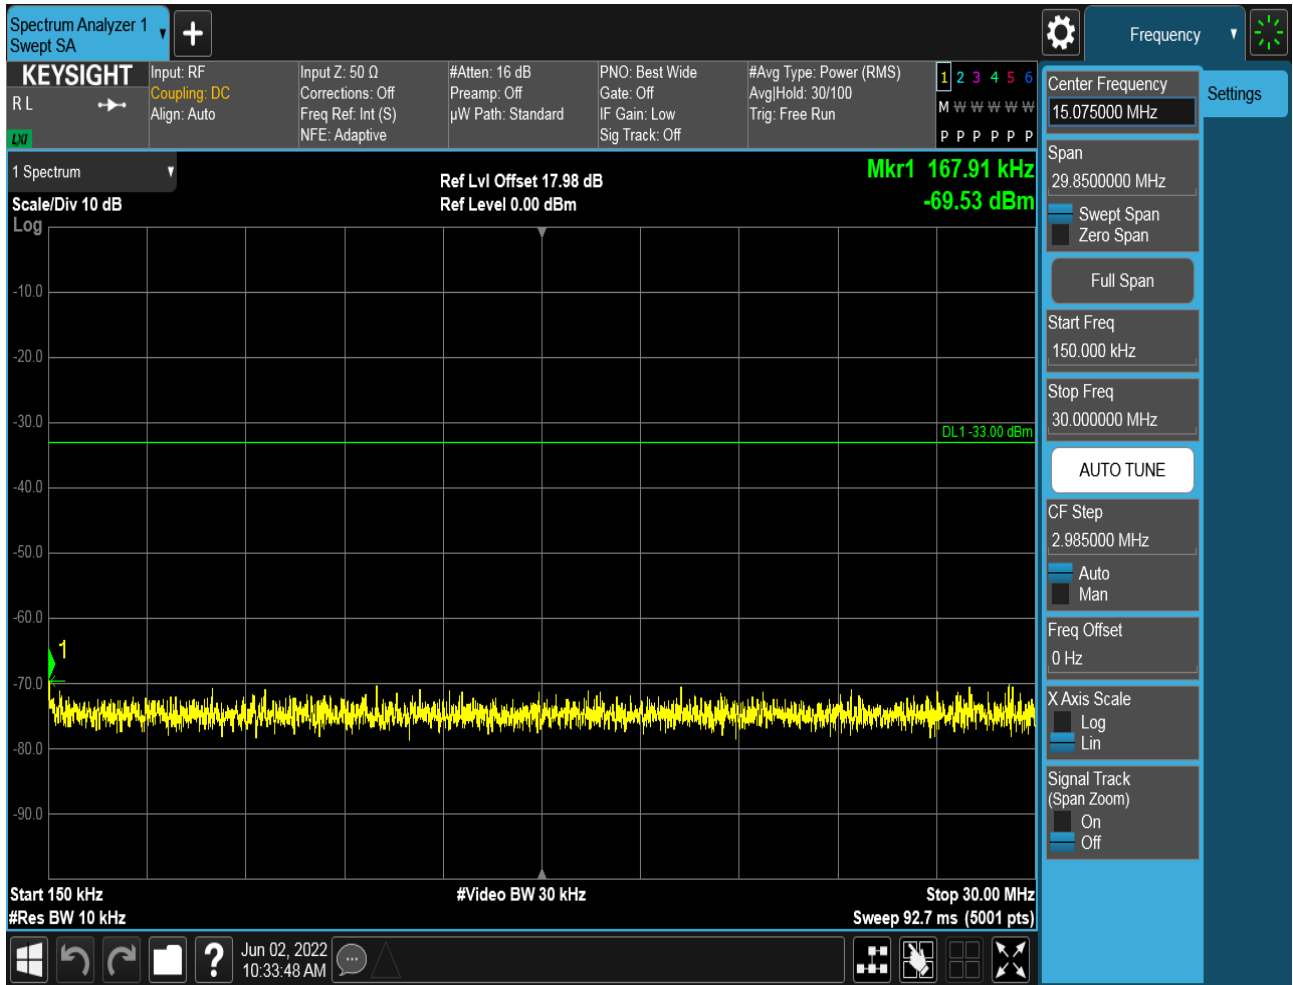 Spectrum Analyzer 1
Swept SA
Frequency
KEYSIGHT
R L
LXI
Input: RF
Coupling: DC
Align: Auto
Input Z: 50 Ω
Corrections: Off
Freq Ref: Int (S)
NFE: Adaptive
#Atten: 16 dB
Preamp: Off
µW Path: Standard
PNO: Best Wide
Gate: Off
IF Gain: Low
Sig Track: Off
#Avg Type: Power (RMS)
Avg|Hold: 30/100
Trig: Free Run
1 2 3 4 5 6
M W W W W W
P P P P P P
1 Spectrum
Scale/Div 10 dB
Log
Ref Lvl Offset 17.98 dB
Ref Level 0.00 dBm
Mkr1 167.91 kHz
-69.53 dBm
-10.0
-20.0
-30.0
DL1 -33.00 dBm
-40.0
-50.0
-60.0
1
-70.0
-80.0
-90.0
Start 150 kHz
#Video BW 30 kHz
Stop 30.00 MHz
#Res BW 10 kHz
Sweep 92.7 ms (5001 pts)
Jun 02, 2022
10:33:48 AM
Center Frequency
15.075000 MHz
Settings
Span
29.8500000 MHz
Swept Span
Zero Span
Full Span
Start Freq
150.000 kHz
Stop Freq
30.000000 MHz
AUTO TUNE
CF Step
2.985000 MHz
Auto
Man
Freq Offset
0 Hz
X Axis Scale
Log
Lin
Signal Track
(Span Zoom)
On
Off